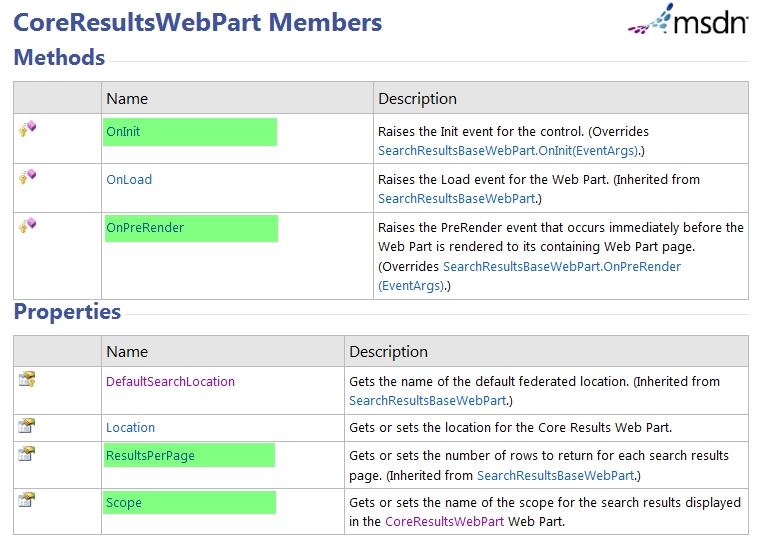 CoreResultsWebPart Members
msdn
Methods
Name Description
OnInit Raises the Init event for the control. (Overrides
SearchResultsBaseWebPart.OnInit(EventArgs).)
OnLoad Raises the Load event for the Web Part. (Inherited from
SearchResultsBaseWebPart.)
OnPreRender Raises the PreRender event that occurs immediately before the
Web Part is rendered to its containing Web Part page.
(Overrides SearchResultsBaseWebPart.OnPreRender
(EventArgs).)
Properties
Name Description
DefaultSearchLocation Gets the name of the default federated location. (Inherited from
SearchResultsBaseWebPart.)
Location Gets or sets the location for the Core Results Web Part.
ResultsPerPage Gets or sets the number of rows to return for each search results
page. (Inherited from SearchResultsBaseWebPart.)
Scope Gets or sets the name of the scope for the search results displayed
in the CoreResultsWebPart Web Part.